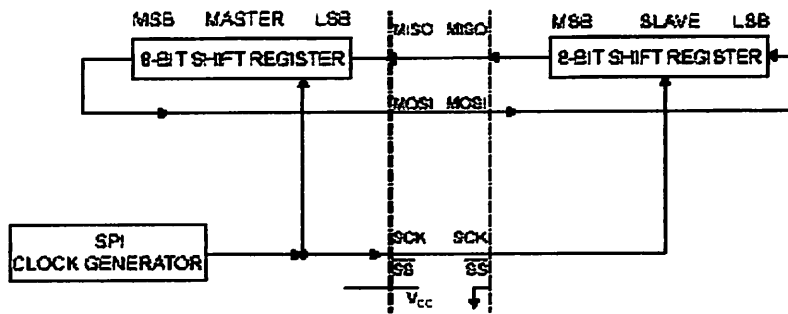 MSB MASTER LSB
MISO MISO
MSB SLAVE LSB
8-BIT SHIFT REGISTER
8-BIT SHIFT REGISTER
MOSI MOSI
SPI
CLOCK GENERATOR
SCK SCK
SS SS
VCC